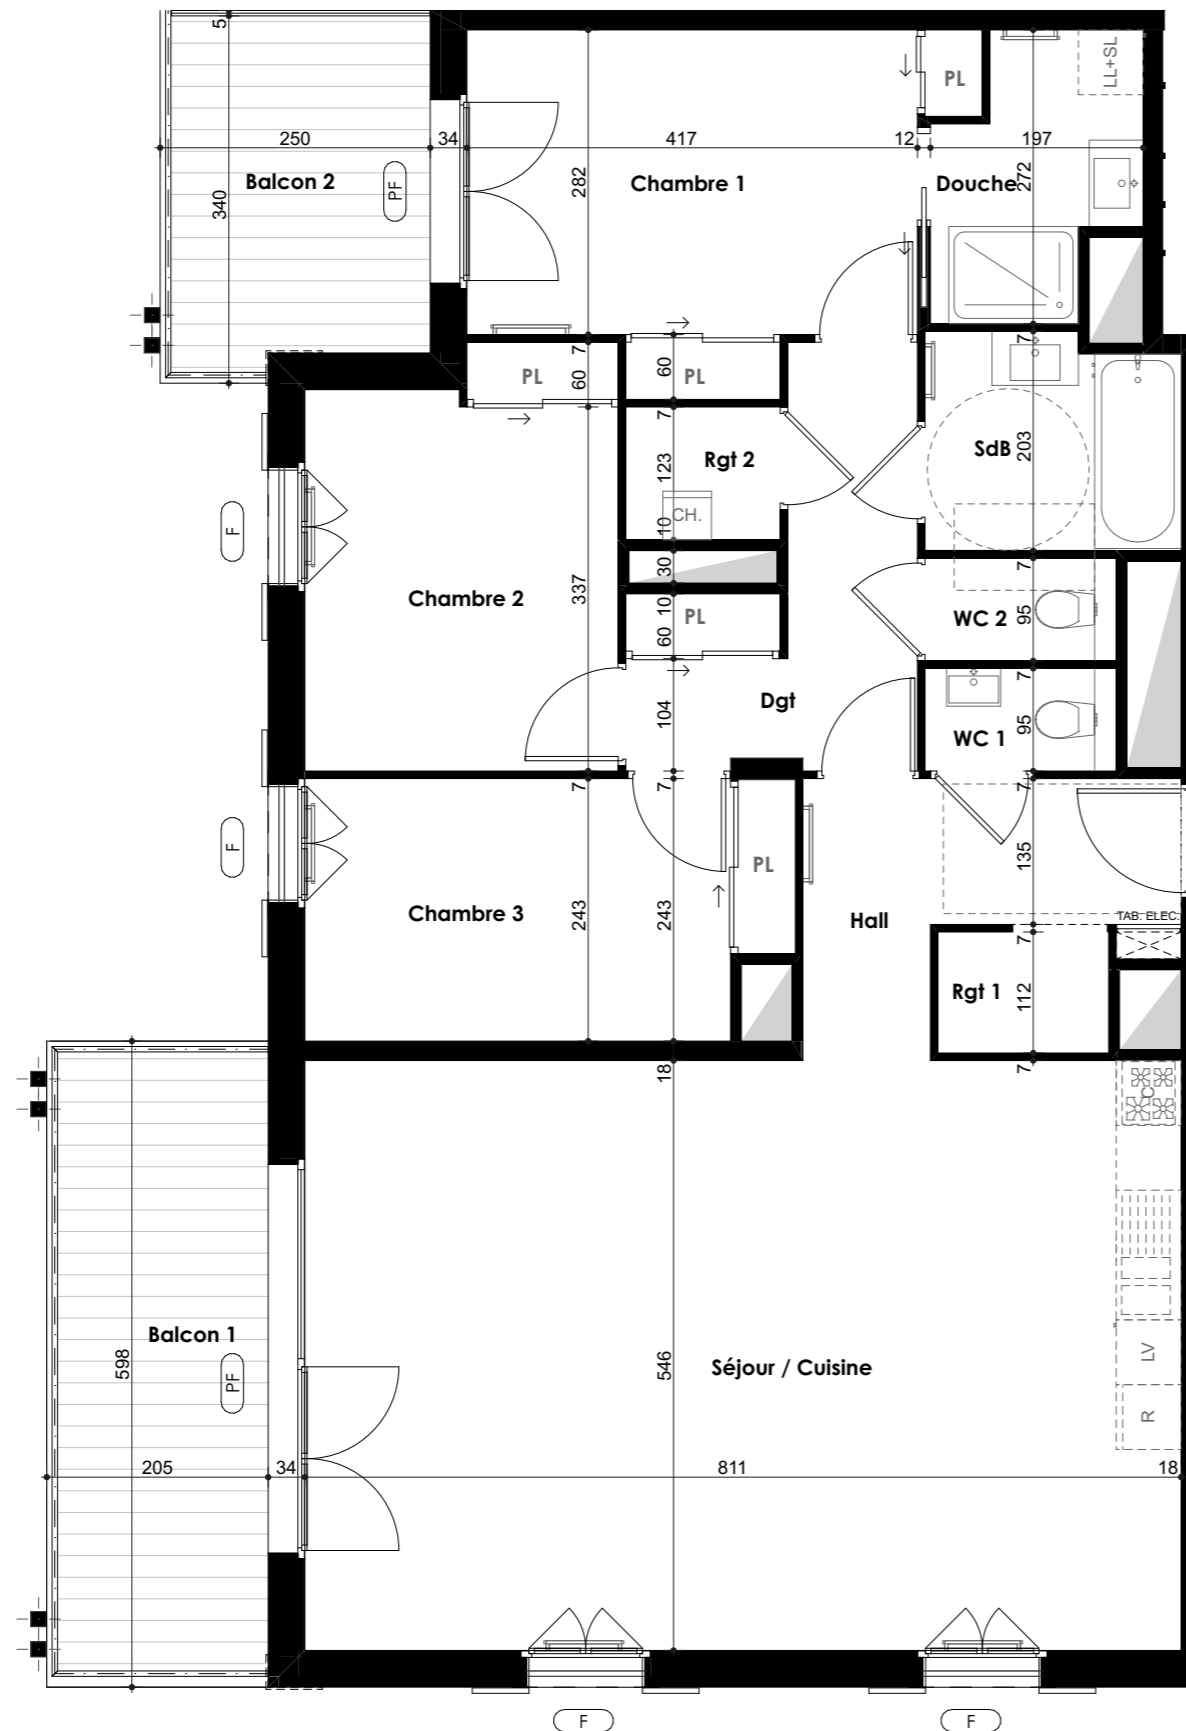 5
PL
LL+SL
250
34
417
12
197
Balcon 2
PF
340
282
Chambre 1
Douche
272
7
60
PL
60
PL
7
7
123
Rgt 2
SdB
203
CH.
10
F
30
7
Chambre 2
337
10
PL
60
WC 2
95
7
104
Dgt
WC 1
95
7
7
7
F
135
PL
Chambre 3
243
243
Hall
TAB. ELEC.
7
Rgt 1
112
18
7
C
Balcon 1
598
PF
546
Séjour / Cuisine
LV
R
205
34
811
18
F
F